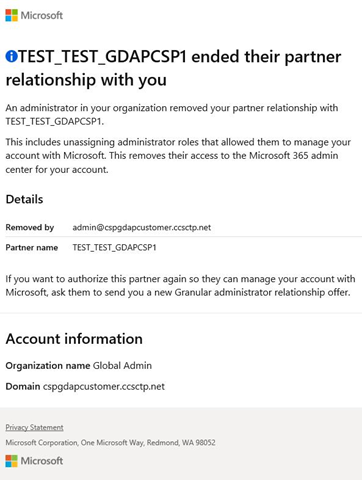 Microsoft
TEST_TEST_GDAPCSP1 ended their partner
relationship with you
An administrator in your organization removed your partner relationship with
TEST_TEST_GDAPCSP1.
This includes unassigning administrator roles that allowed them to manage your
account with Microsoft. This removes their access to the Microsoft 365 admin
center for your account.
Details
Removed by admin@cspgdapcustomer.ccsctp.net
Partner name TEST_TEST_GDAPCSP1
If you want to authorize this partner again so they can manage your account with
Microsoft, ask them to send you a new Granular administrator relationship offer.
Account information
Organization name Global Admin
Domain cspgdapcustomer.ccsctp.net
Privacy Statement
Microsoft Corporation, One Microsoft Way, Redmond, WA 98052
Microsoft